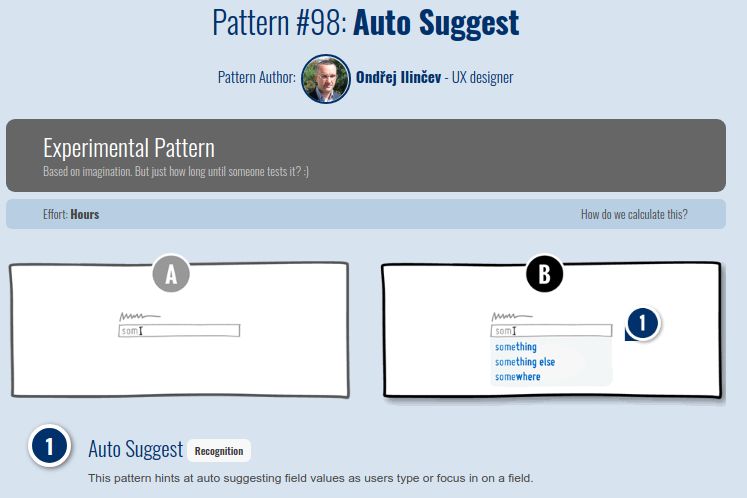 Pattern #98: Auto Suggest
Pattern Author: Ondřej Ilinčev - UX designer
Experimental Pattern
Based on imagination. But just how long until someone tests it? :)
Effort: Hours
How do we calculate this?
A
som
B
som
1
something
something else
somewhere
1
Auto Suggest Recognition
This pattern hints at auto suggesting field values as users type or focus in on a field.